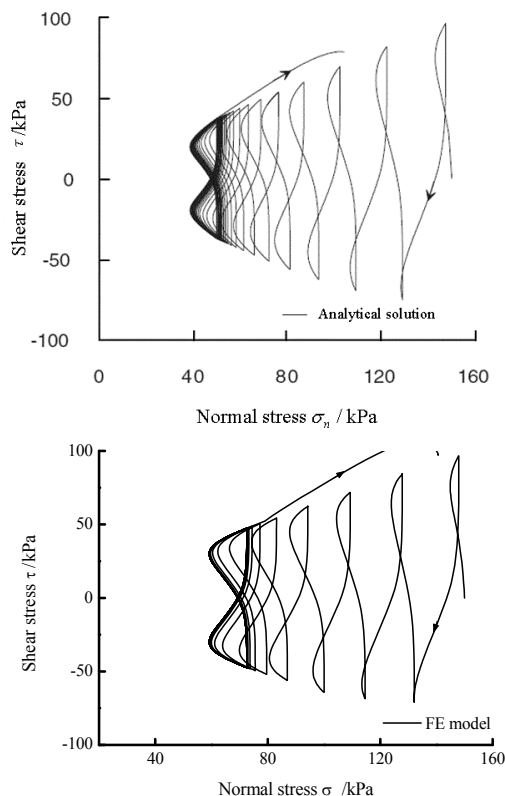 100
50
0
-50
-100
Shear stress τ /kPa
Analytical solution
0 40 80 120 160
Normal stress σn / kPa
100
50
0
-50
-100
Shear stress τ /kPa
FE model
40 80 120 160
Normal stress σ /kPa